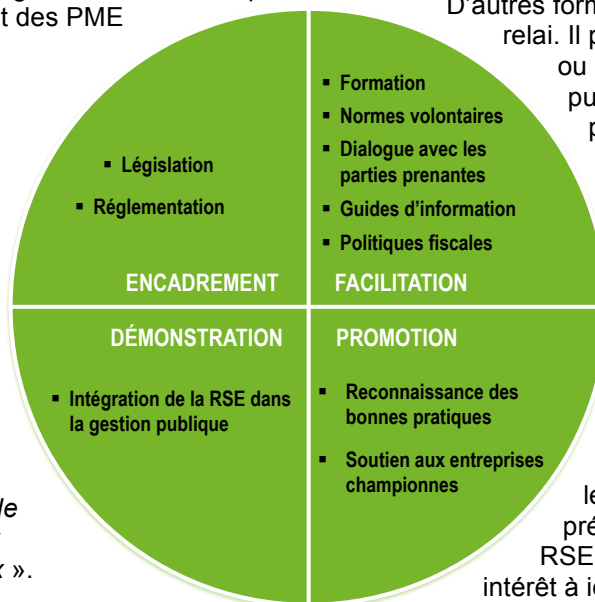 t des PME
D'autres form
relai. Il p
ou
pu
p
▪ Législation
▪ Réglementation
ENCADREMENT
▪ Formation
▪ Normes volontaires
▪ Dialogue avec les
parties prenantes
▪ Guides d'information
▪ Politiques fiscales
FACILITATION
DÉMONSTRATION
▪ Intégration de la RSE dans
la gestion publique
PROMOTION
▪ Reconnaissance des
bonnes pratiques
▪ Soutien aux entreprises
championnes
le
».
le
pré
RSE
intérêt à i